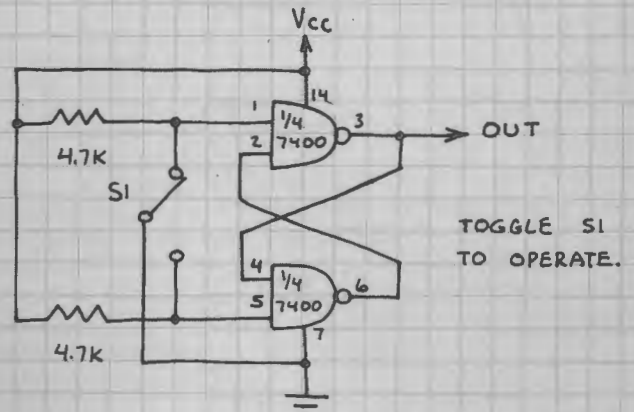 Vcc
14
1
1/4
3
OUT
2
7400
4.7K
S1
TOGGLE S1
TO OPERATE.
4
1/4
6
5
7400
7
4.7K